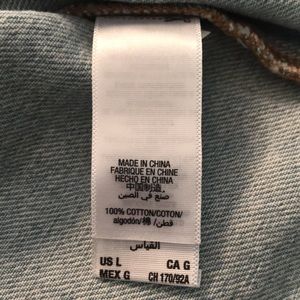 MADE IN CHINA
FABRIQUE EN CHINE
HECHO EN CHINA
中国制造.
صنع في الصين
100% COTTON/COTON/
algodón/棉 /قطن
القياس
US L CA G
MEX G CH 170/92A